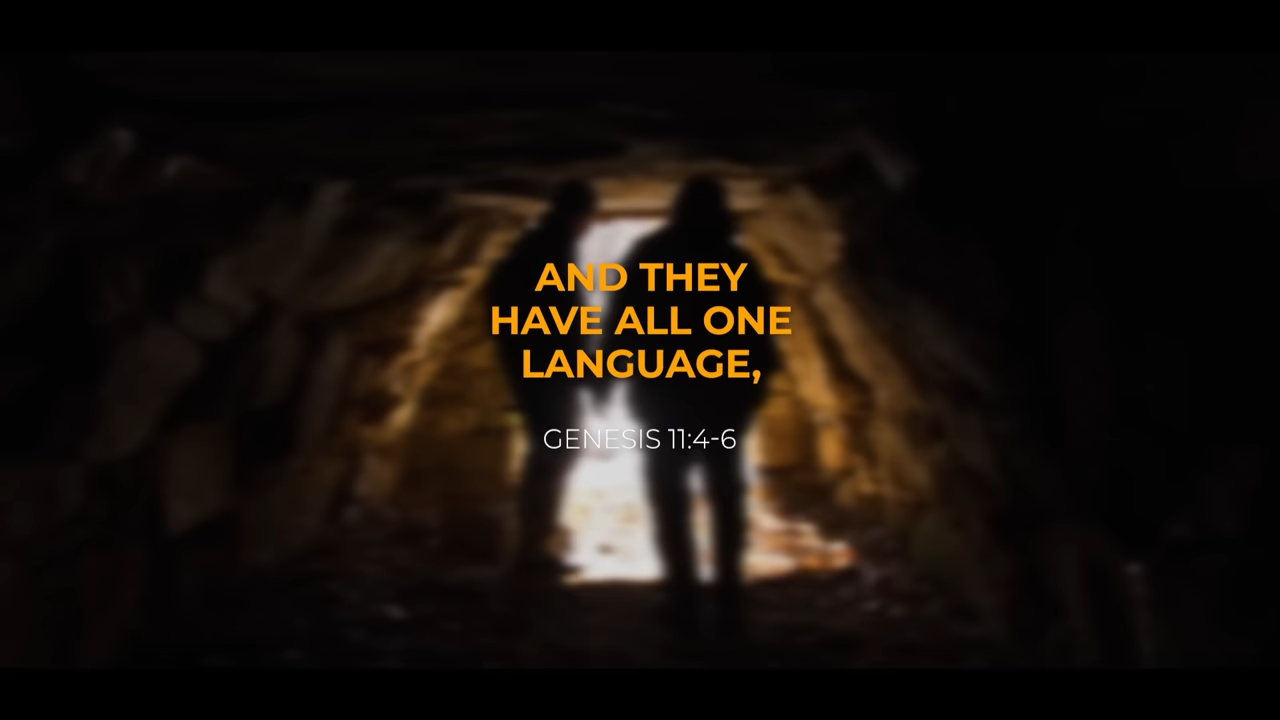 AND THEY
HAVE ALL ONE
LANGUAGE,
GENESIS 11:4-6